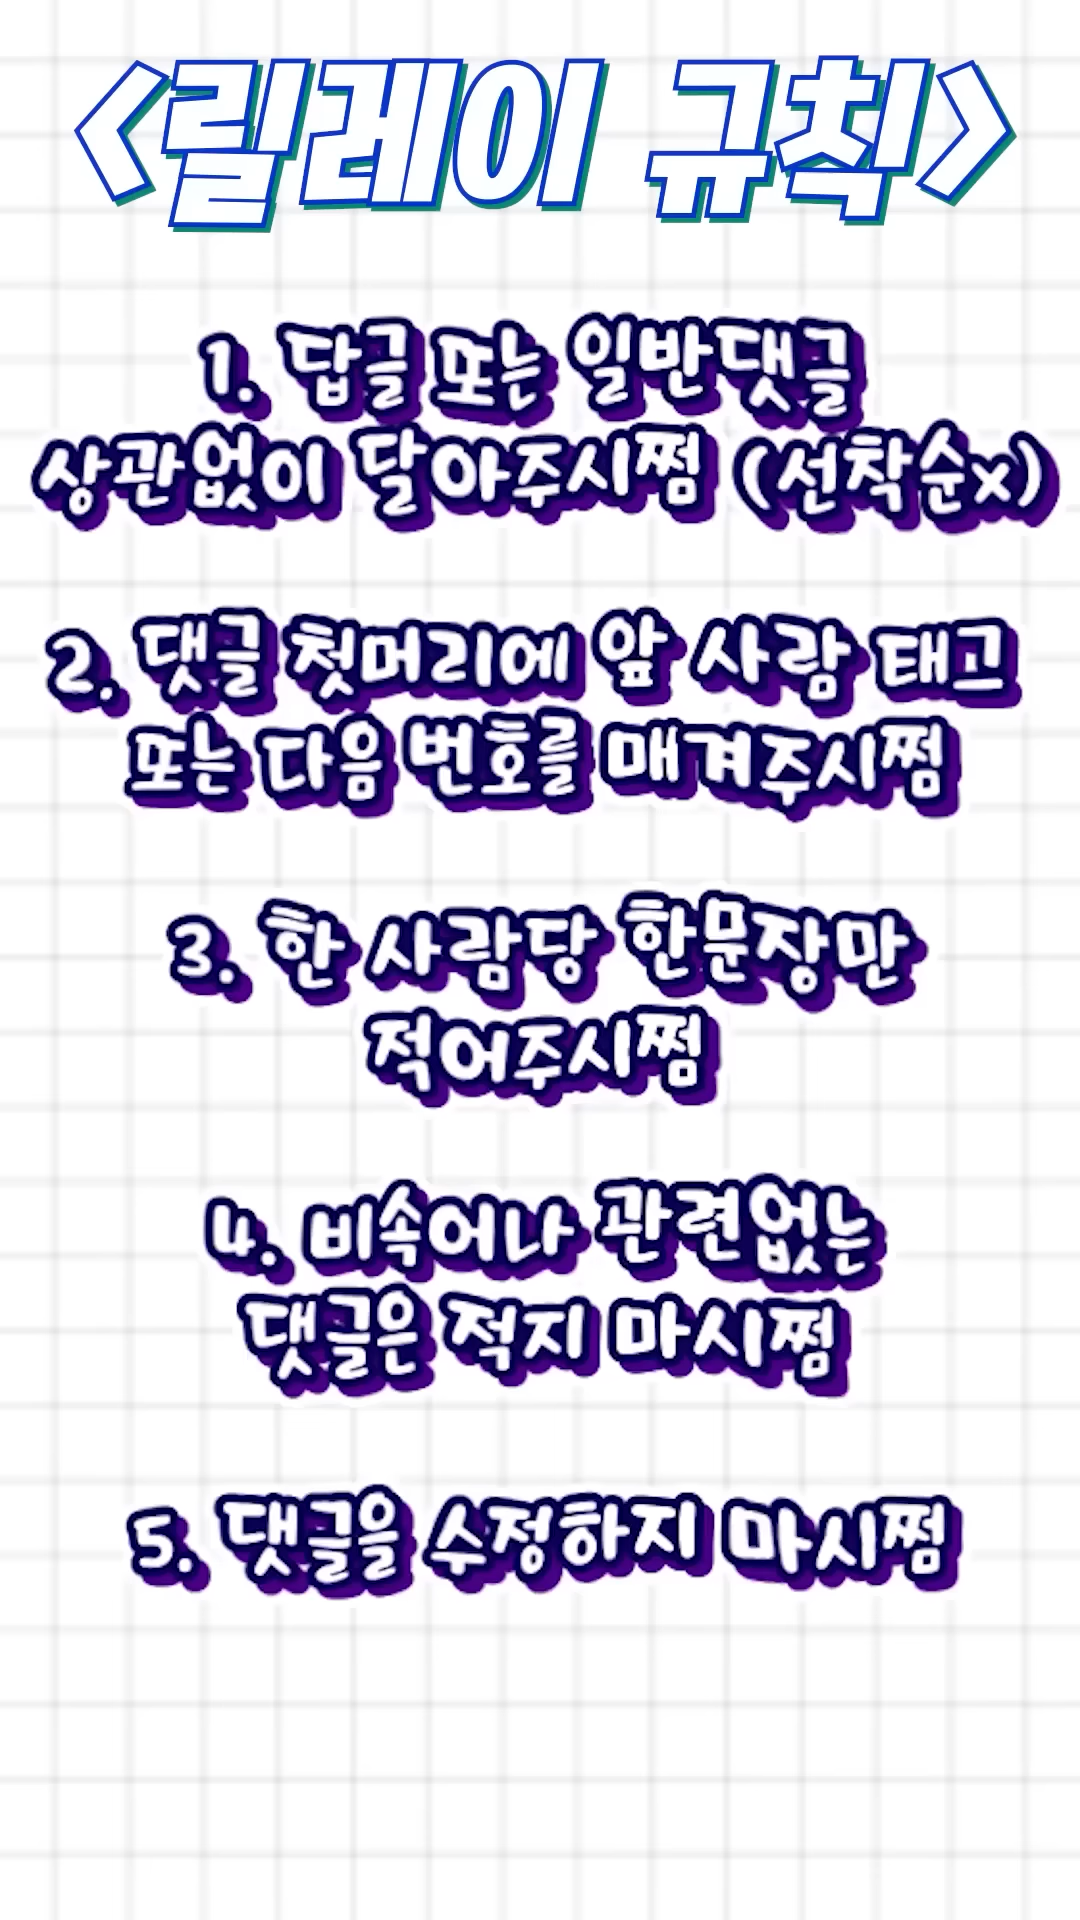 <릴레이 규칙>
1. 답글 또는 일반댓글
상관없이 달아주시쩜 (선착순x)
2. 댓글 첫머리에 앞 사람 태고
또는 다음 번호를 매겨주시쩜
3. 한 사람당 한문장만
적어주시쩜
4. 비속어나 관련없는
댓글은 적지 마시쩜
5. 댓글을 수정하지 마시쩜